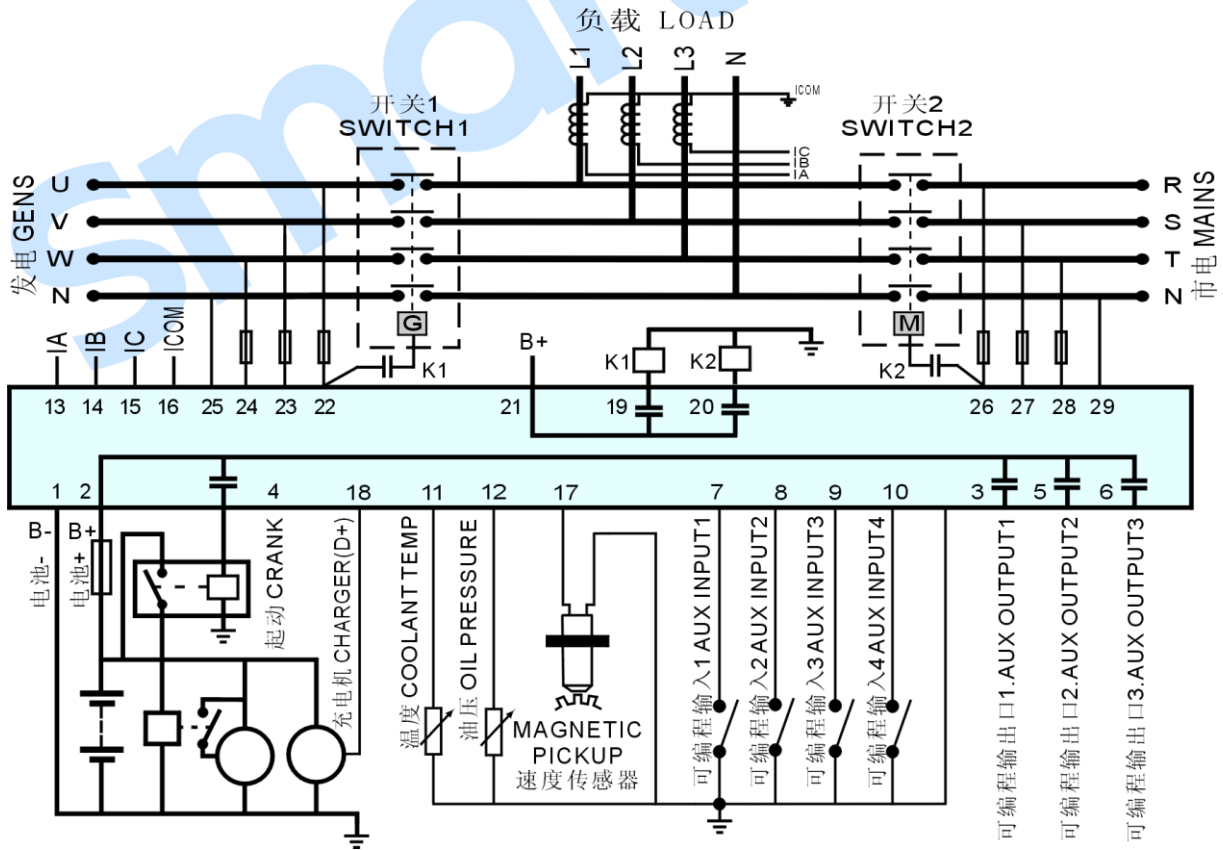 smar
负载 LOAD
L1
L2
L3
N
ICOM
开关1
SWITCH1
开关2
SWITCH2
IC
IB
IA
发电 GENS
U
V
W
N
R
S
T
N
市电 MAINS
G
M
IA
IB
IC
ICOM
K1
B+
K1
K2
K2
13 14 15 16 25 24 23 22 21 19 20 26 27 28 29
1 2 4 18 11 12 17 7 8 9 10 3 5 6
B-
电池-
B+
电池+
起动 CRANK
充电机 CHARGER(D+)
温度 COOLANT TEMP
油压 OIL PRESSURE
MAGNETIC
PICKUP
速度传感器
可编程输入1 AUX INPUT1
可编程输入2 AUX INPUT2
可编程输入3 AUX INPUT3
可编程输入4 AUX INPUT4
可编程输出口1.AUX OUTPUT1
可编程输出口2.AUX OUTPUT2
可编程输出口3.AUX OUTPUT3